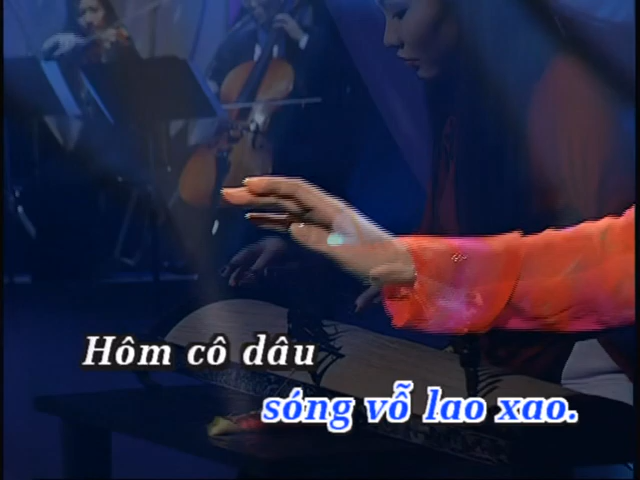 Hôm cô dâu
sóng vỗ lao xao.